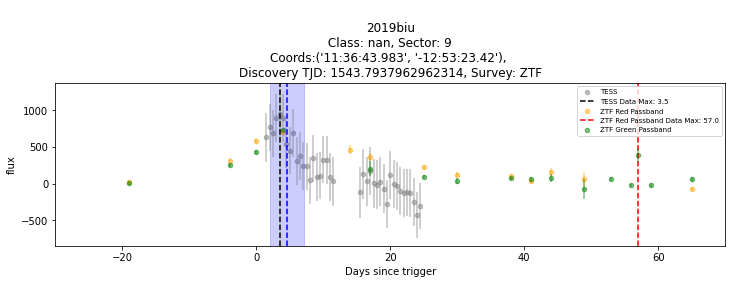 2019biu
Class: nan, Sector: 9
Coords:('11:36:43.983', '-12:53:23.42'),
Discovery TJD: 1543.7937962962314, Survey: ZTF
TESS
TESS Data Max: 3.5
ZTF Red Passband
ZTF Red Passband Data Max: 57.0
ZTF Green Passband
1000
500
0
−500
flux
−20
0
20
40
60
Days since trigger